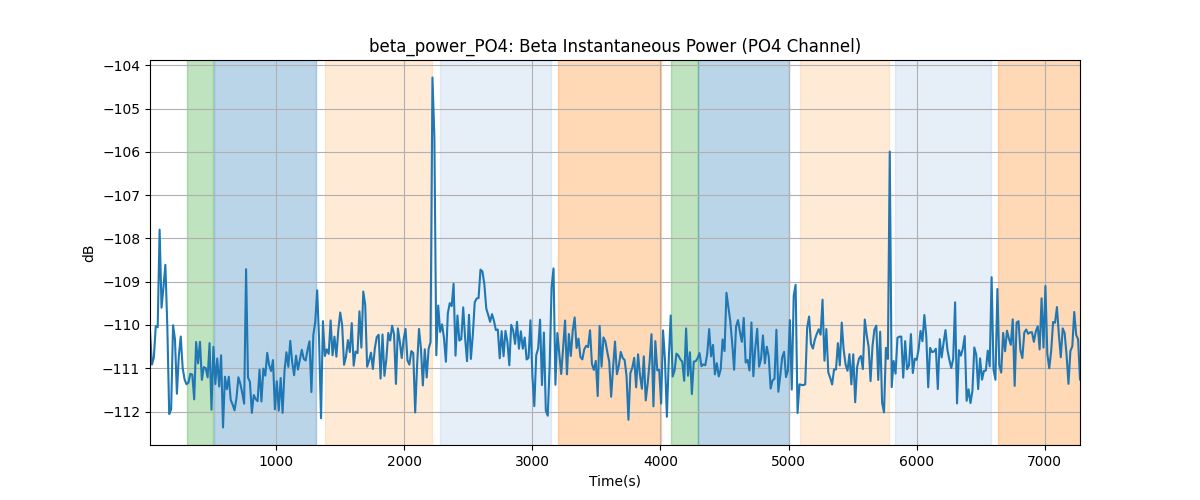 beta_power_PO4: Beta Instantaneous Power (PO4 Channel)
−104
−105
−106
−107
−108
−109
−110
−111
−112
dB
1000 2000 3000 4000 5000 6000 7000
Time(s)